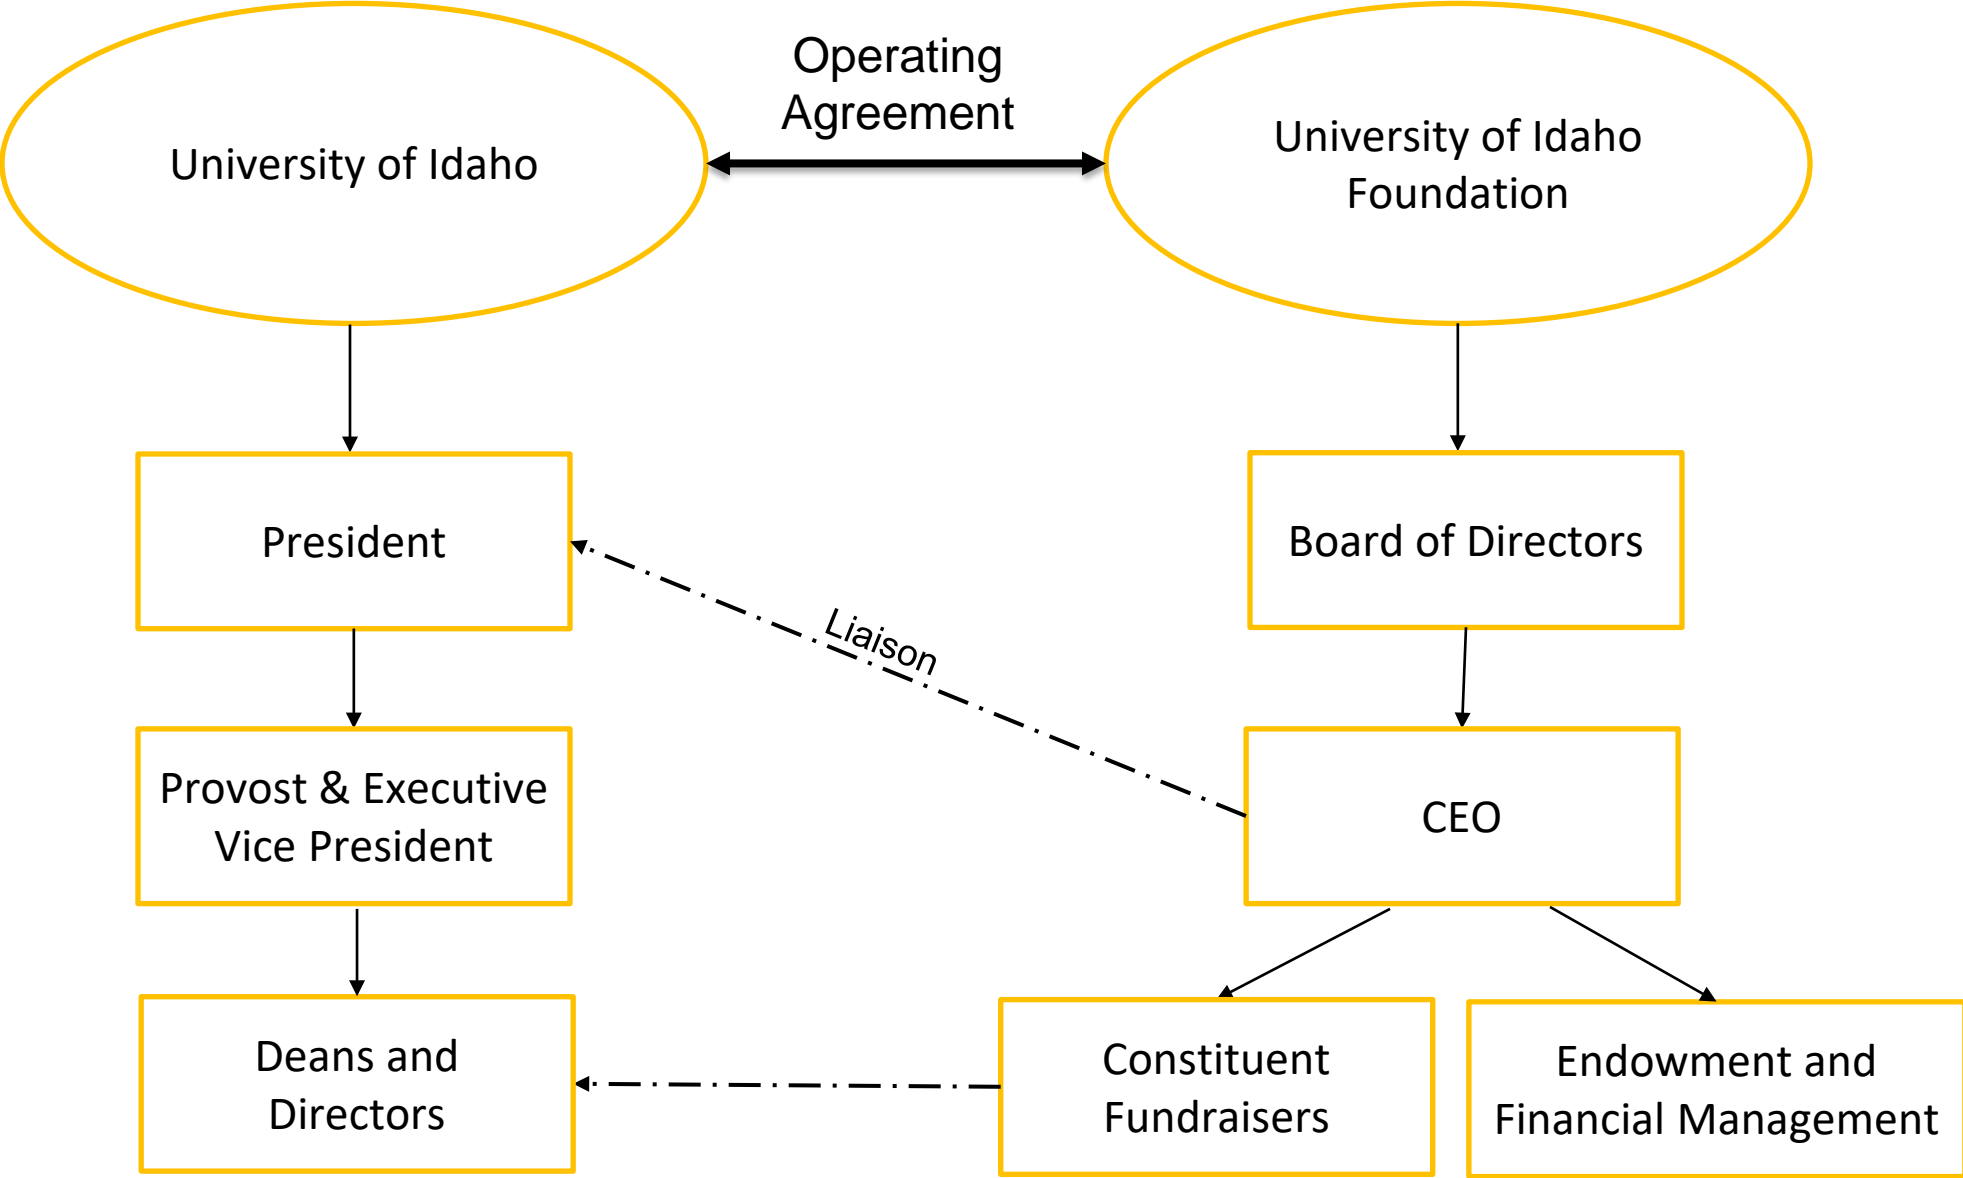 Operating
Agreement
University of Idaho
University of Idaho
Foundation
President
Board of Directors
Liaison
Provost & Executive
Vice President
CEO
Deans and
Directors
Constituent
Fundraisers
Endowment and
Financial Management